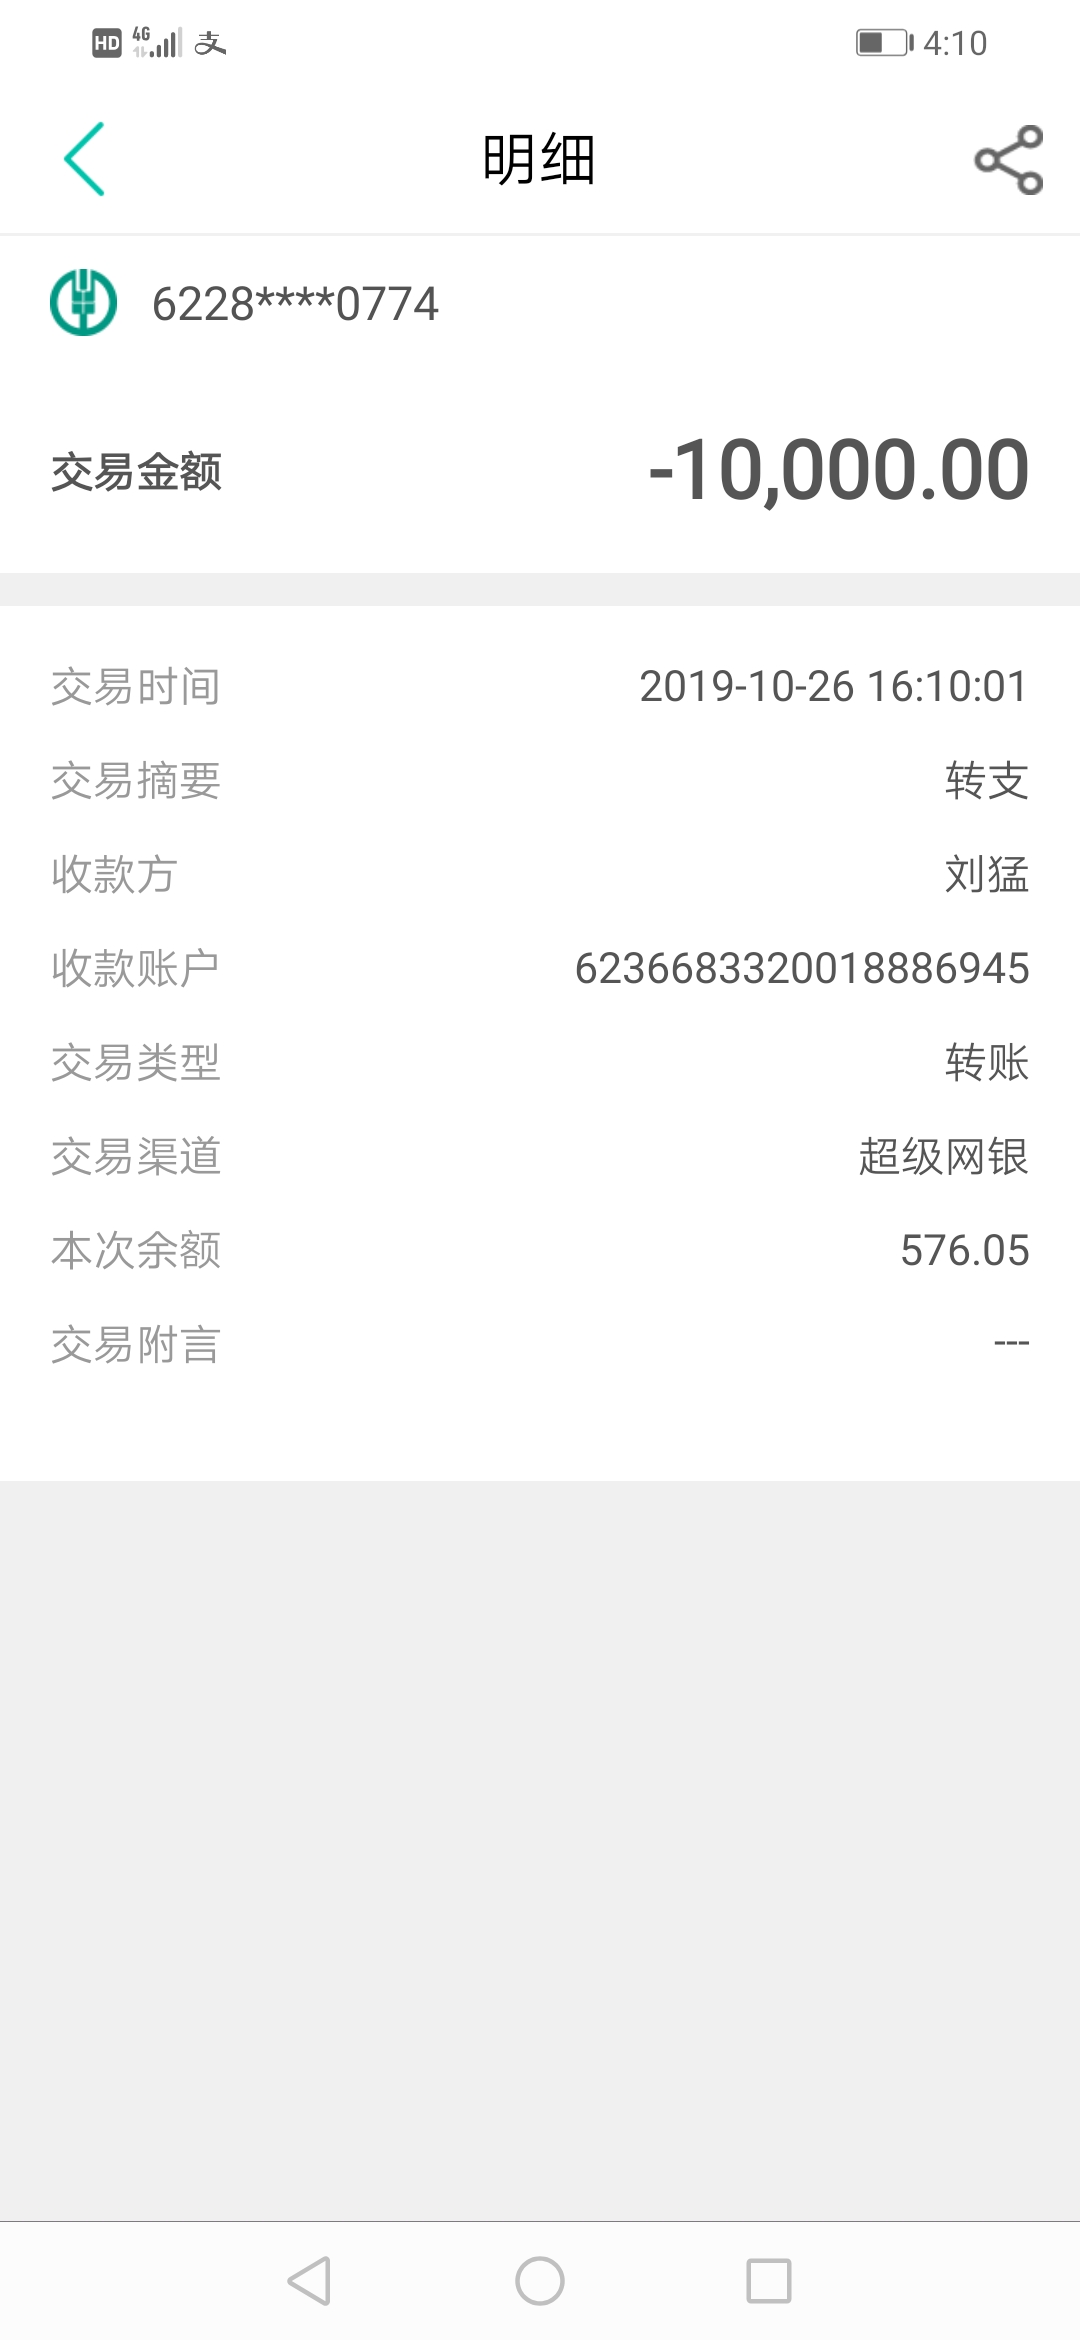 HD 4G 支 4:10
明细
6228****0774
交易金额 -10,000.00
交易时间 2019-10-26 16:10:01
交易摘要 转支
收款方 刘猛
收款账户 6236683320018886945
交易类型 转账
交易渠道 超级网银
本次余额 576.05
交易附言 ---